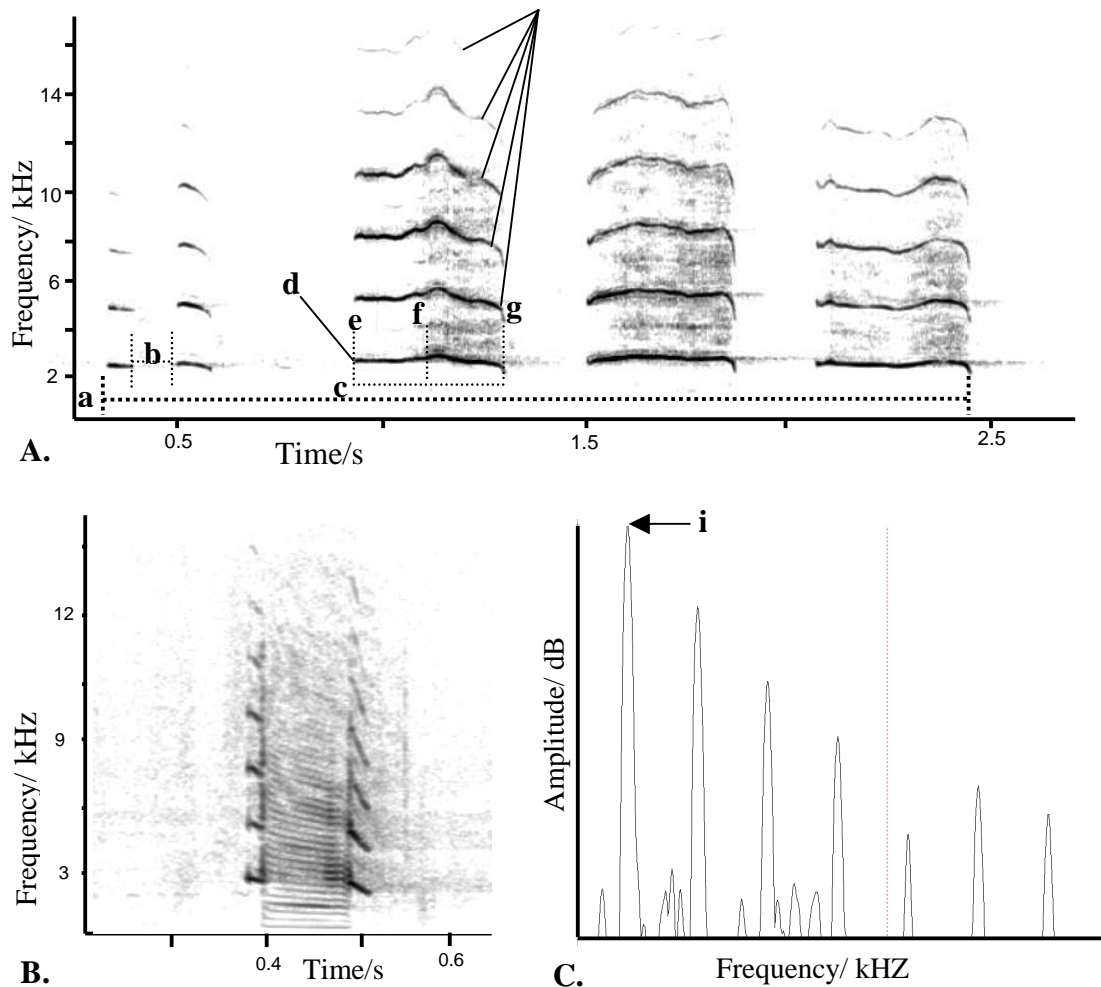 Frequency/ kHz
14
10
6
2
d
b
e
f
g
c
a
0.5
1.5
2.5
Time/s
A.
Frequency/ kHz
12
9
3
0.4
0.6
Time/s
B.
i
Amplitude/ dB
Frequency/ kHZ
C.